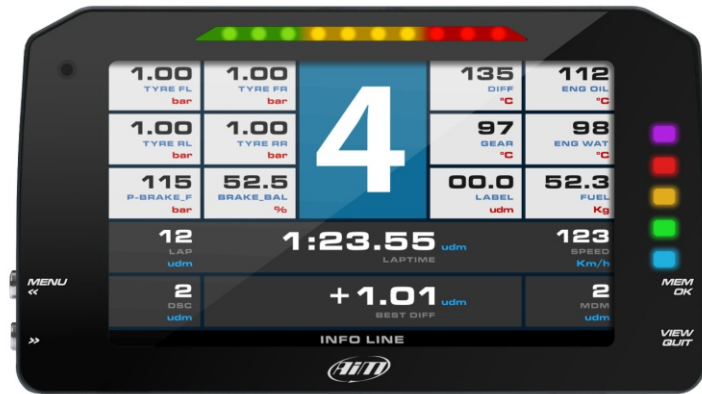 1.00 1.00 4 135 112
TYRE FL TYRE FR DIFF ENG OIL
bar bar °C °C
1.00 1.00 97 98
TYRE RL TYRE RR GEAR ENG WAT
bar bar °C °C
115 52.5 00.0 52.3
P-BRAKE_F BRAKE_BAL LABEL FUEL
bar % udm Kg
12 1:23.55 udm 123
LAP LAPTIME SPEED
udm Km/h
MENU
<<
2 +1.01 udm 2
DSC BEST DIFF MDM
udm udm
MEM
OK
>>
INFO LINE
VIEW
QUIT
AiM